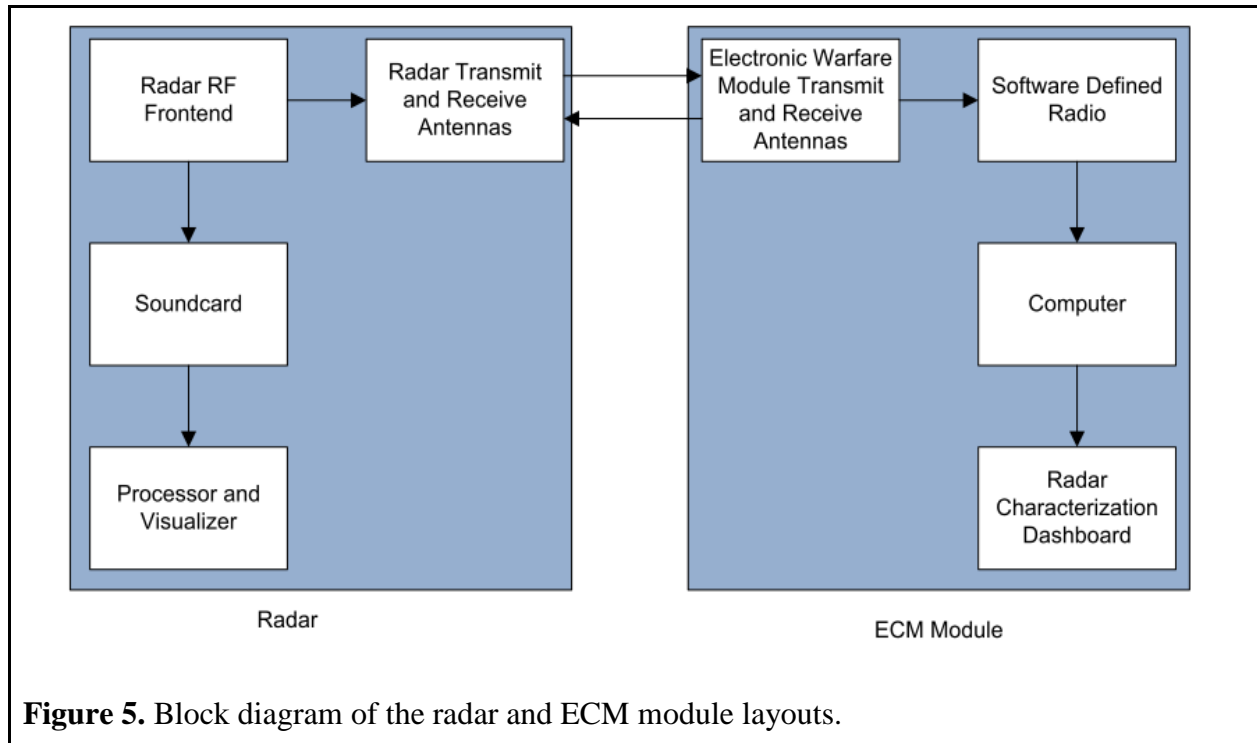 Radar RF
Frontend
Radar Transmit
and Receive
Antennas
Electronic Warfare
Module Transmit
and Receive
Antennas
Software Defined
Radio
Soundcard
Computer
Processor and
Visualizer
Radar
Characterization
Dashboard
Radar
ECM Module
Figure 5. Block diagram of the radar and ECM module layouts.